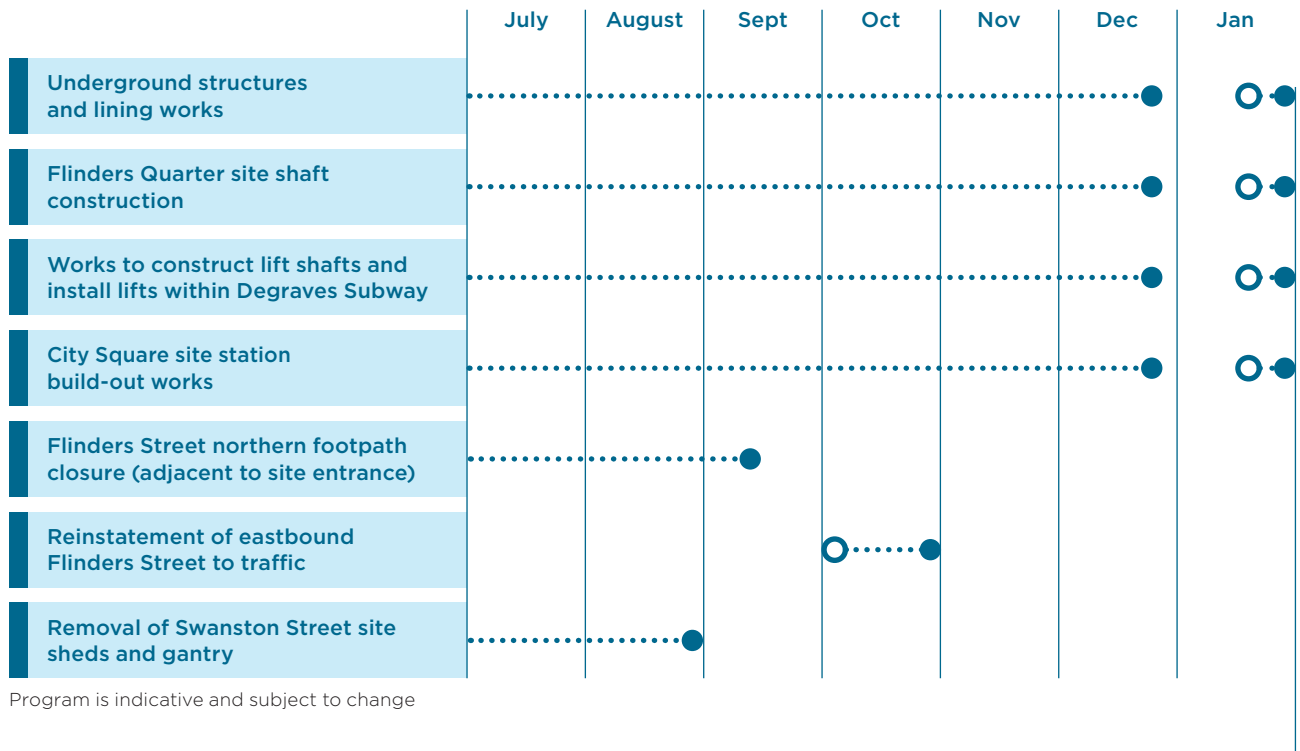 July August Sept Oct Nov Dec Jan
Underground structures
and lining works
Flinders Quarter site shaft
construction
Works to construct lift shafts and
install lifts within Degraves Subway
City Square site station
build-out works
Flinders Street northern footpath
closure (adjacent to site entrance)
Reinstatement of eastbound
Flinders Street to traffic
Removal of Swanston Street site
sheds and gantry
Program is indicative and subject to change